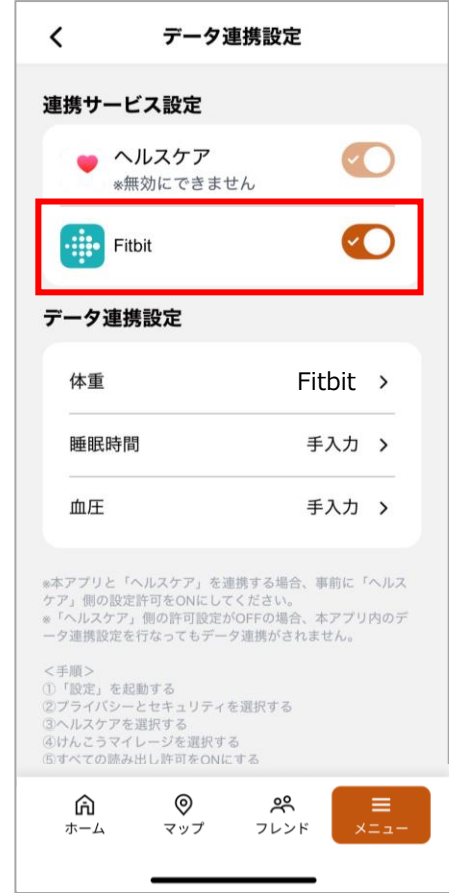 データ連携設定
連携サービス設定
ヘルスケア
※無効にできません
Fitbit
データ連携設定
体重 Fitbit
睡眠時間 手入力
血圧 手入力
※本アプリと「ヘルスケア」を連携する場合、事前に「ヘルス
ケア」側の設定許可をONにしてください。
※「ヘルスケア」側の許可設定がOFFの場合、本アプリ内のデ
ータ連携設定を行なってもデータ連携がされません。
<手順>
①「設定」を起動する
②プライバシーとセキュリティを選択する
③ヘルスケアを選択する
④けんこうマイレージを選択する
⑤すべての読み出し許可をONにする
ホーム マップ フレンド メニュー